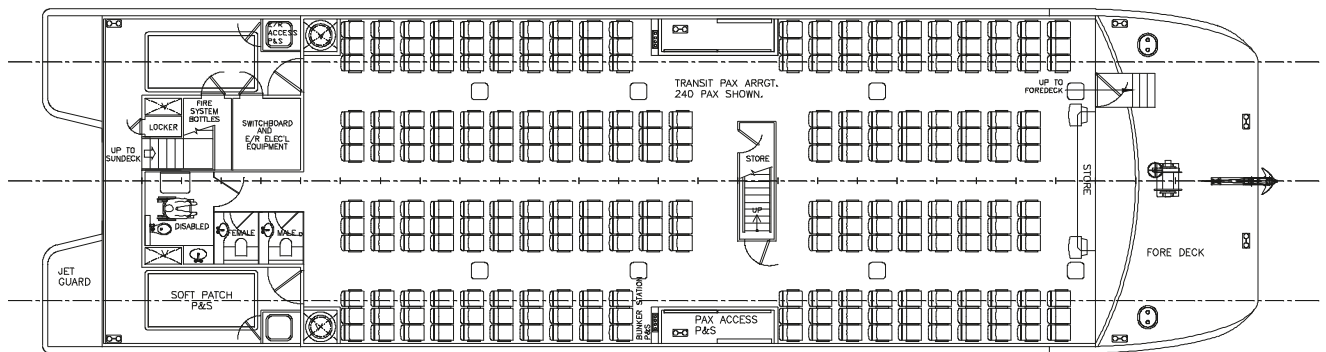 E/R
ACCESS
P&S
FIRE
SYSTEM
BOTTLES
LOCKER
SWITCHBOARD
AND
E/R ELEC'L
EQUIPMENT
UP TO
SUNDECK
DISABLED
FEMALE
MALE
JET
GUARD
SOFT PATCH
P&S
TRANSIT PAX ARRGT.
240 PAX SHOWN.
STORE
UP
BUNKER STATION
P&S
PAX ACCESS
P&S
UP TO
FOREDECK
STORE
FORE DECK